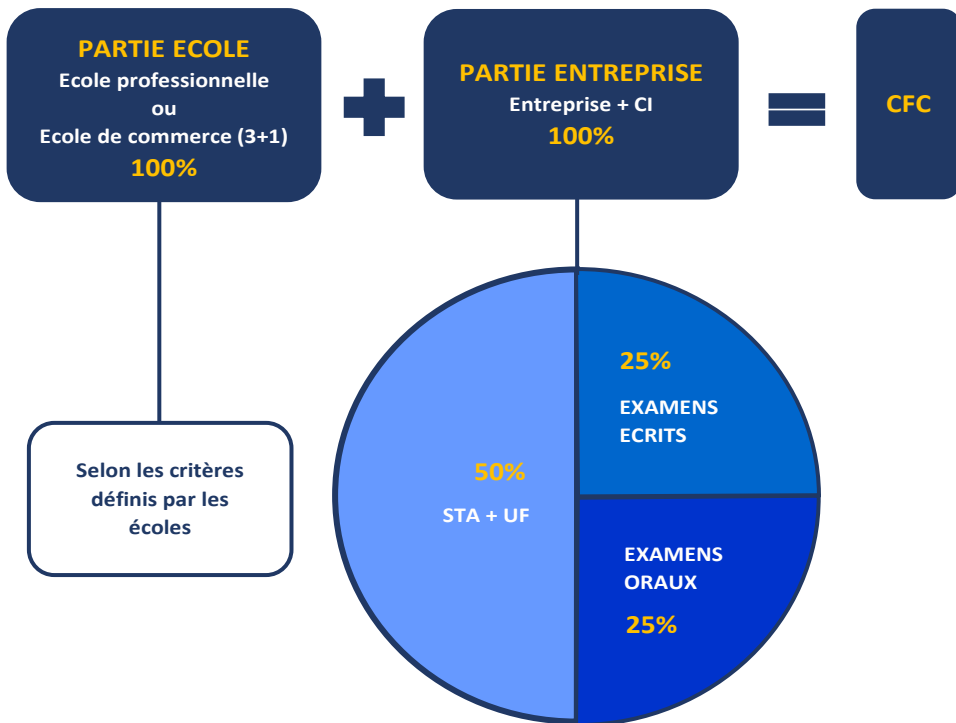 PARTIE ECOLE
Ecole professionnelle
ou
Ecole de commerce (3+1)
100%
PARTIE ENTREPRISE
Entreprise + CI
100%
CFC
Selon les critères
définis par les
écoles
50%
STA + UF
25%
EXAMENS
ECRITS
EXAMENS
ORAUX
25%